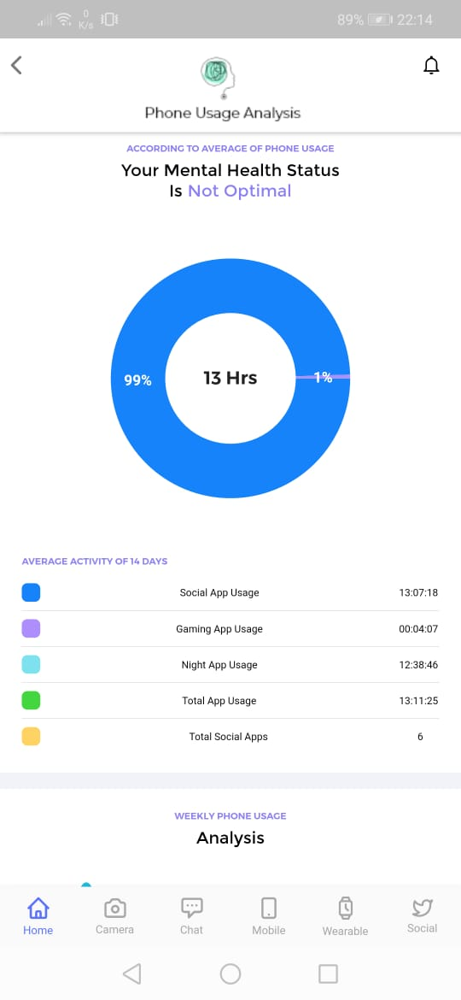 0
K/s
89%
22:14
Phone Usage Analysis
ACCORDING TO AVERAGE OF PHONE USAGE
Your Mental Health Status
Is Not Optimal
99%
13 Hrs
1%
AVERAGE ACTIVITY OF 14 DAYS
Social App Usage 13:07:18
Gaming App Usage 00:04:07
Night App Usage 12:38:46
Total App Usage 13:11:25
Total Social Apps 6
WEEKLY PHONE USAGE
Analysis
Home Camera Chat Mobile Wearable Social